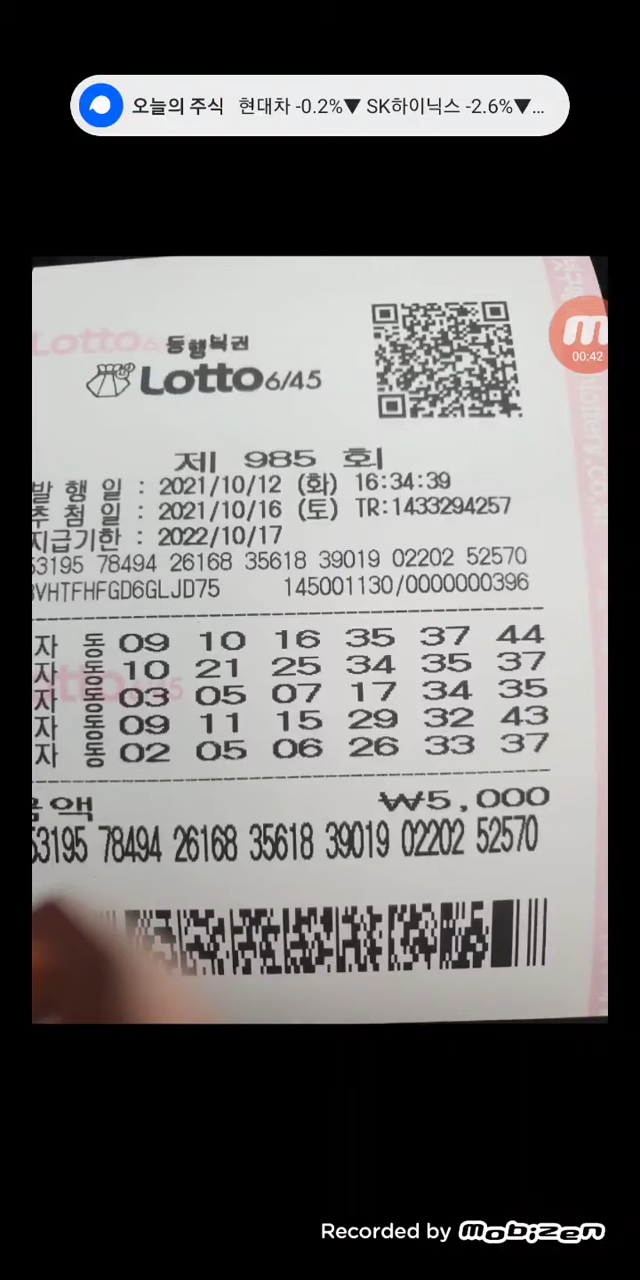 오늘의 주식 현대차 -0.2%▼ SK하이닉스 -2.6%▼...
00:42
Lotto
동행복권
Lotto 6/45
제 985 회
발 행 일 : 2021/10/12 (화) 16:34:39
추 첨 일 : 2021/10/16 (토) TR:1433294257
지급기한 : 2022/10/17
53195 78494 26168 35618 39019 02202 52570
VHTFHFGD6GLJD75 145001130/0000000396
자 동 09 10 16 35 37 44
자 동 10 21 25 34 35 37
자 동 03 05 07 17 34 35
자 동 09 11 15 29 32 43
자 동 02 05 06 26 33 37
금액 ₩5,000
53195 78494 26168 35618 39019 02202 52570
Recorded by mobizen